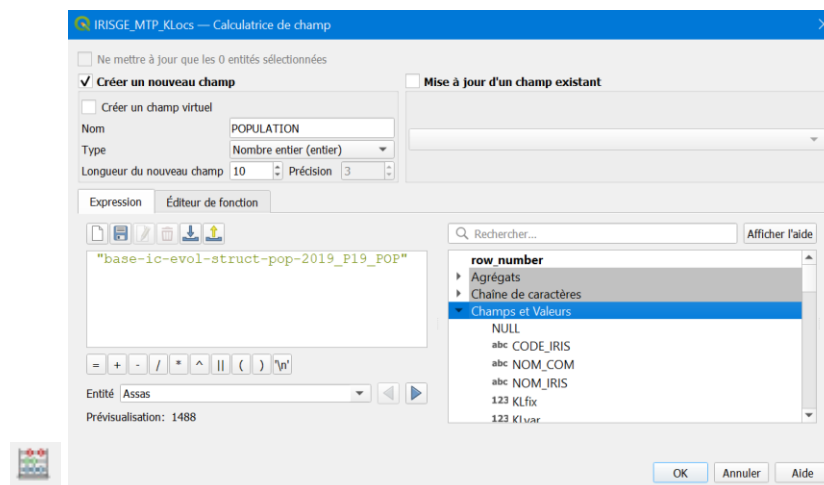 IRISGE_MTP_KLocs — Calculatrice de champ
Ne mettre à jour que les 0 entités sélectionnées
Créer un nouveau champ
Mise à jour d'un champ existant
Créer un champ virtuel
Nom POPULATION
Type Nombre entier (entier)
Longueur du nouveau champ 10 Précision 3
Expression Éditeur de fonction
Rechercher... Afficher l'aide
"base-ic-evol-struct-pop-2019_P19_POP"
row_number
Agrégats
Chaîne de caractères
Champs et Valeurs
NULL
abc CODE_IRIS
abc NOM_COM
abc NOM_IRIS
123 KLfix
123 KLvar
= + - / * ^ || ( ) '\n'
Entité Assas
Prévisualisation: 1488
OK Annuler Aide